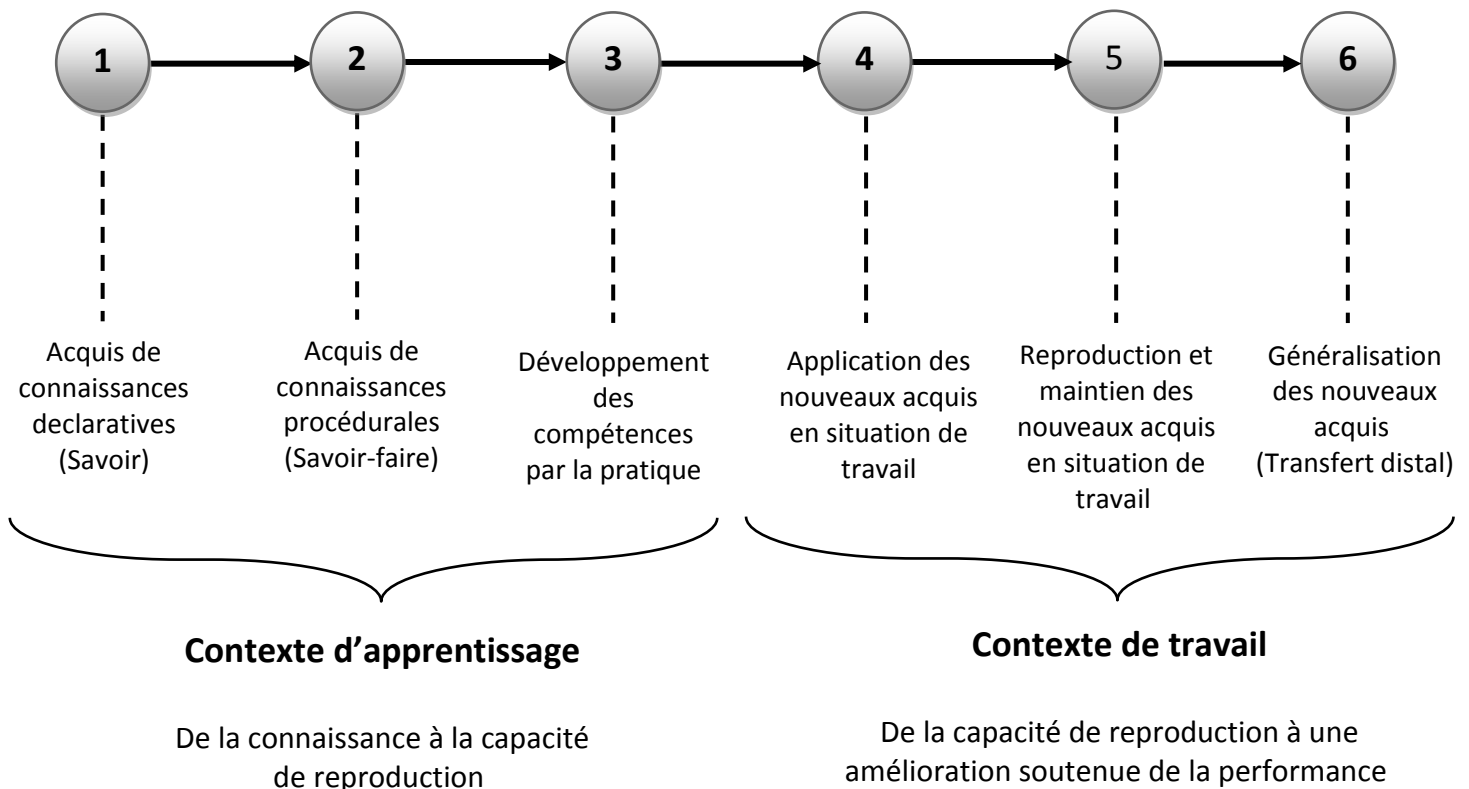 1
2
3
4
5
6
Acquis de
connaissances
declaratives
(Savoir)
Acquis de
connaissances
procédurales
(Savoir-faire)
Développement
des
compétences
par la pratique
Application des
nouveaux acquis
en situation de
travail
Reproduction et
maintien des
nouveaux acquis
en situation de
travail
Généralisation
des nouveaux
acquis
(Transfert distal)
Contexte d’apprentissage
De la connaissance à la capacité
de reproduction
Contexte de travail
De la capacité de reproduction à une
amélioration soutenue de la performance